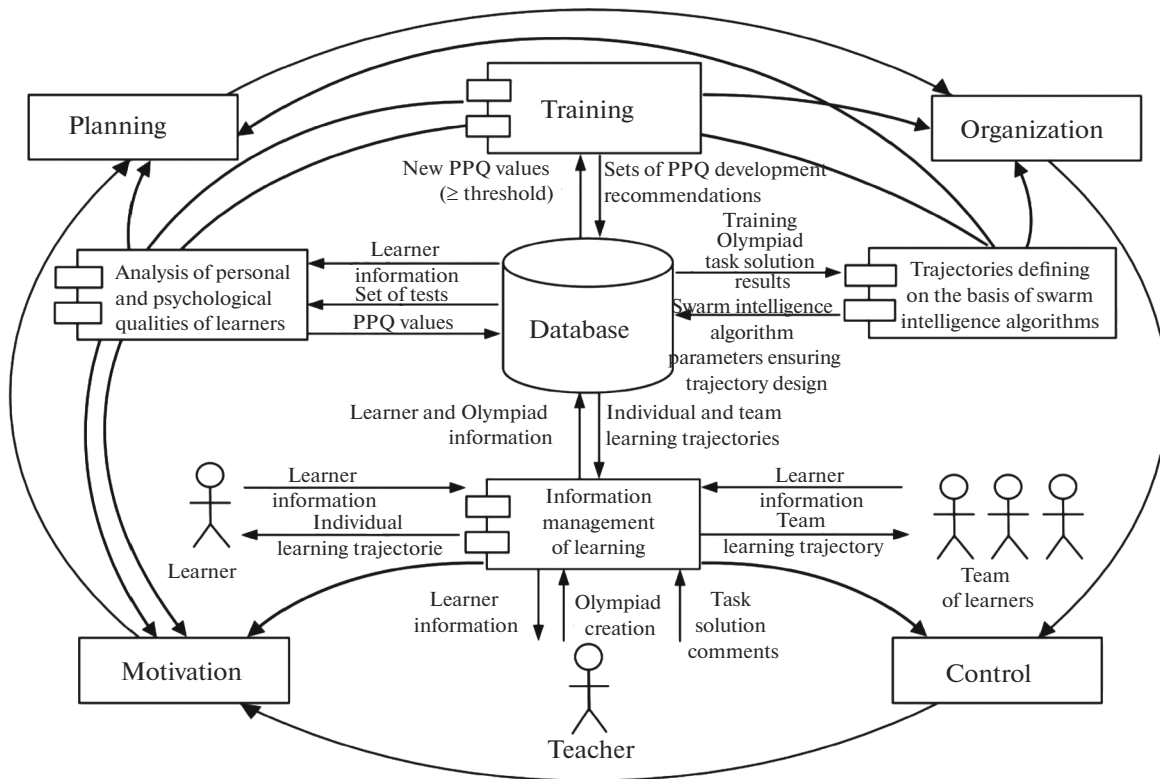 Planning
Training
Organization
New PPQ values
(≥ threshold)
Sets of PPQ development
recommendations
Analysis of personal
and psychological
qualities of learners
Learner
information
Set of tests
PPQ values
Database
Training
Olympiad
task solution
results
Swarm intelligence
algorithm
parameters ensuring
trajectory design
Trajectories defining
on the basis of swarm
intelligence algorithms
Learner and Olympiad
information
Individual and team
learning trajectories
Learner
information
Individual
learning trajectorie
Learner
Information
management
of learning
Learner
information
Team
learning trajectory
Team
of learners
Learner
information
Olympiad
creation
Task
solution
comments
Motivation
Control
Teacher